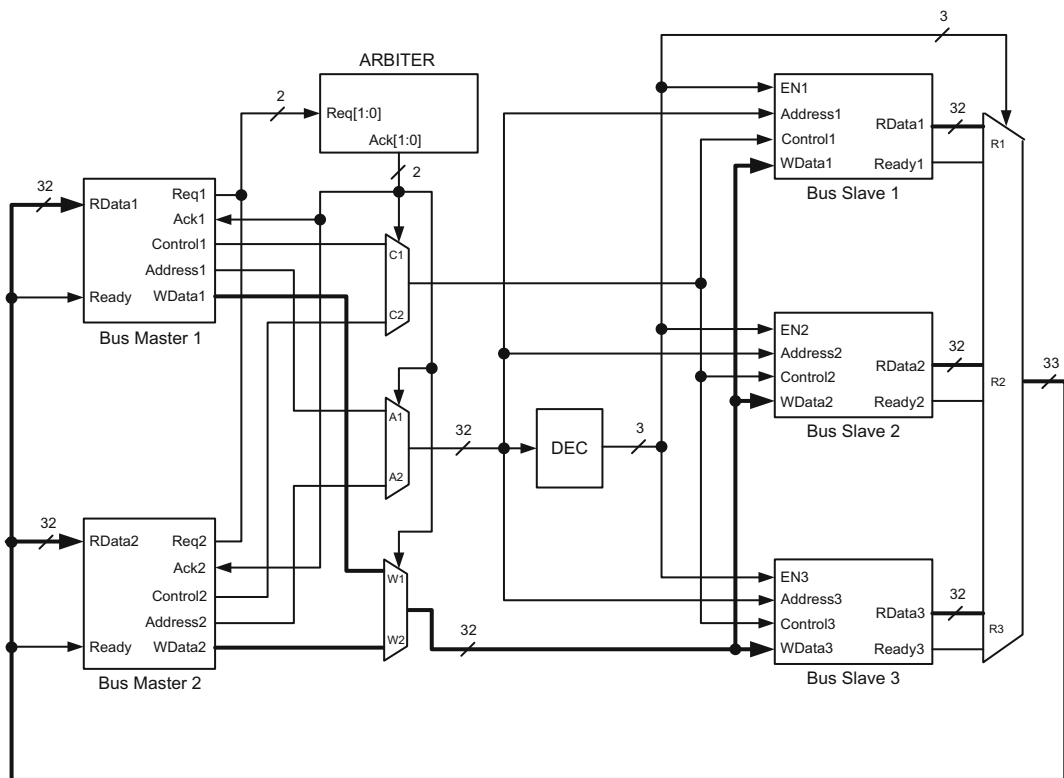 ARBITER
2
Req[1:0]
Ack[1:0]
2
32
RData1
Req1
Ack1
Control1
Address1
WData1
Ready
Bus Master 1
C1
C2
A1
A2
32
DEC
3
32
RData2
Req2
Ack2
Control2
Address2
WData2
Ready
Bus Master 2
W1
W2
32
3
EN1
Address1
Control1
WData1
RData1
Ready1
32
Bus Slave 1
R1
EN2
Address2
Control2
WData2
RData2
Ready2
32
Bus Slave 2
R2
33
EN3
Address3
Control3
WData3
RData3
Ready3
32
Bus Slave 3
R3